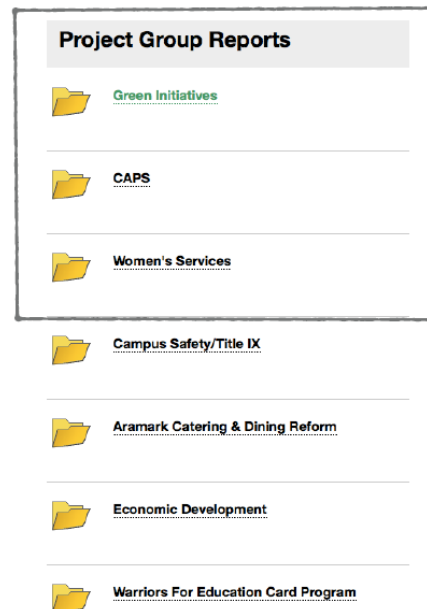 Project Group Reports
Green Initiatives
CAPS
Women's Services
Campus Safety/Title IX
Aramark Catering & Dining Reform
Economic Development
Warriors For Education Card Program